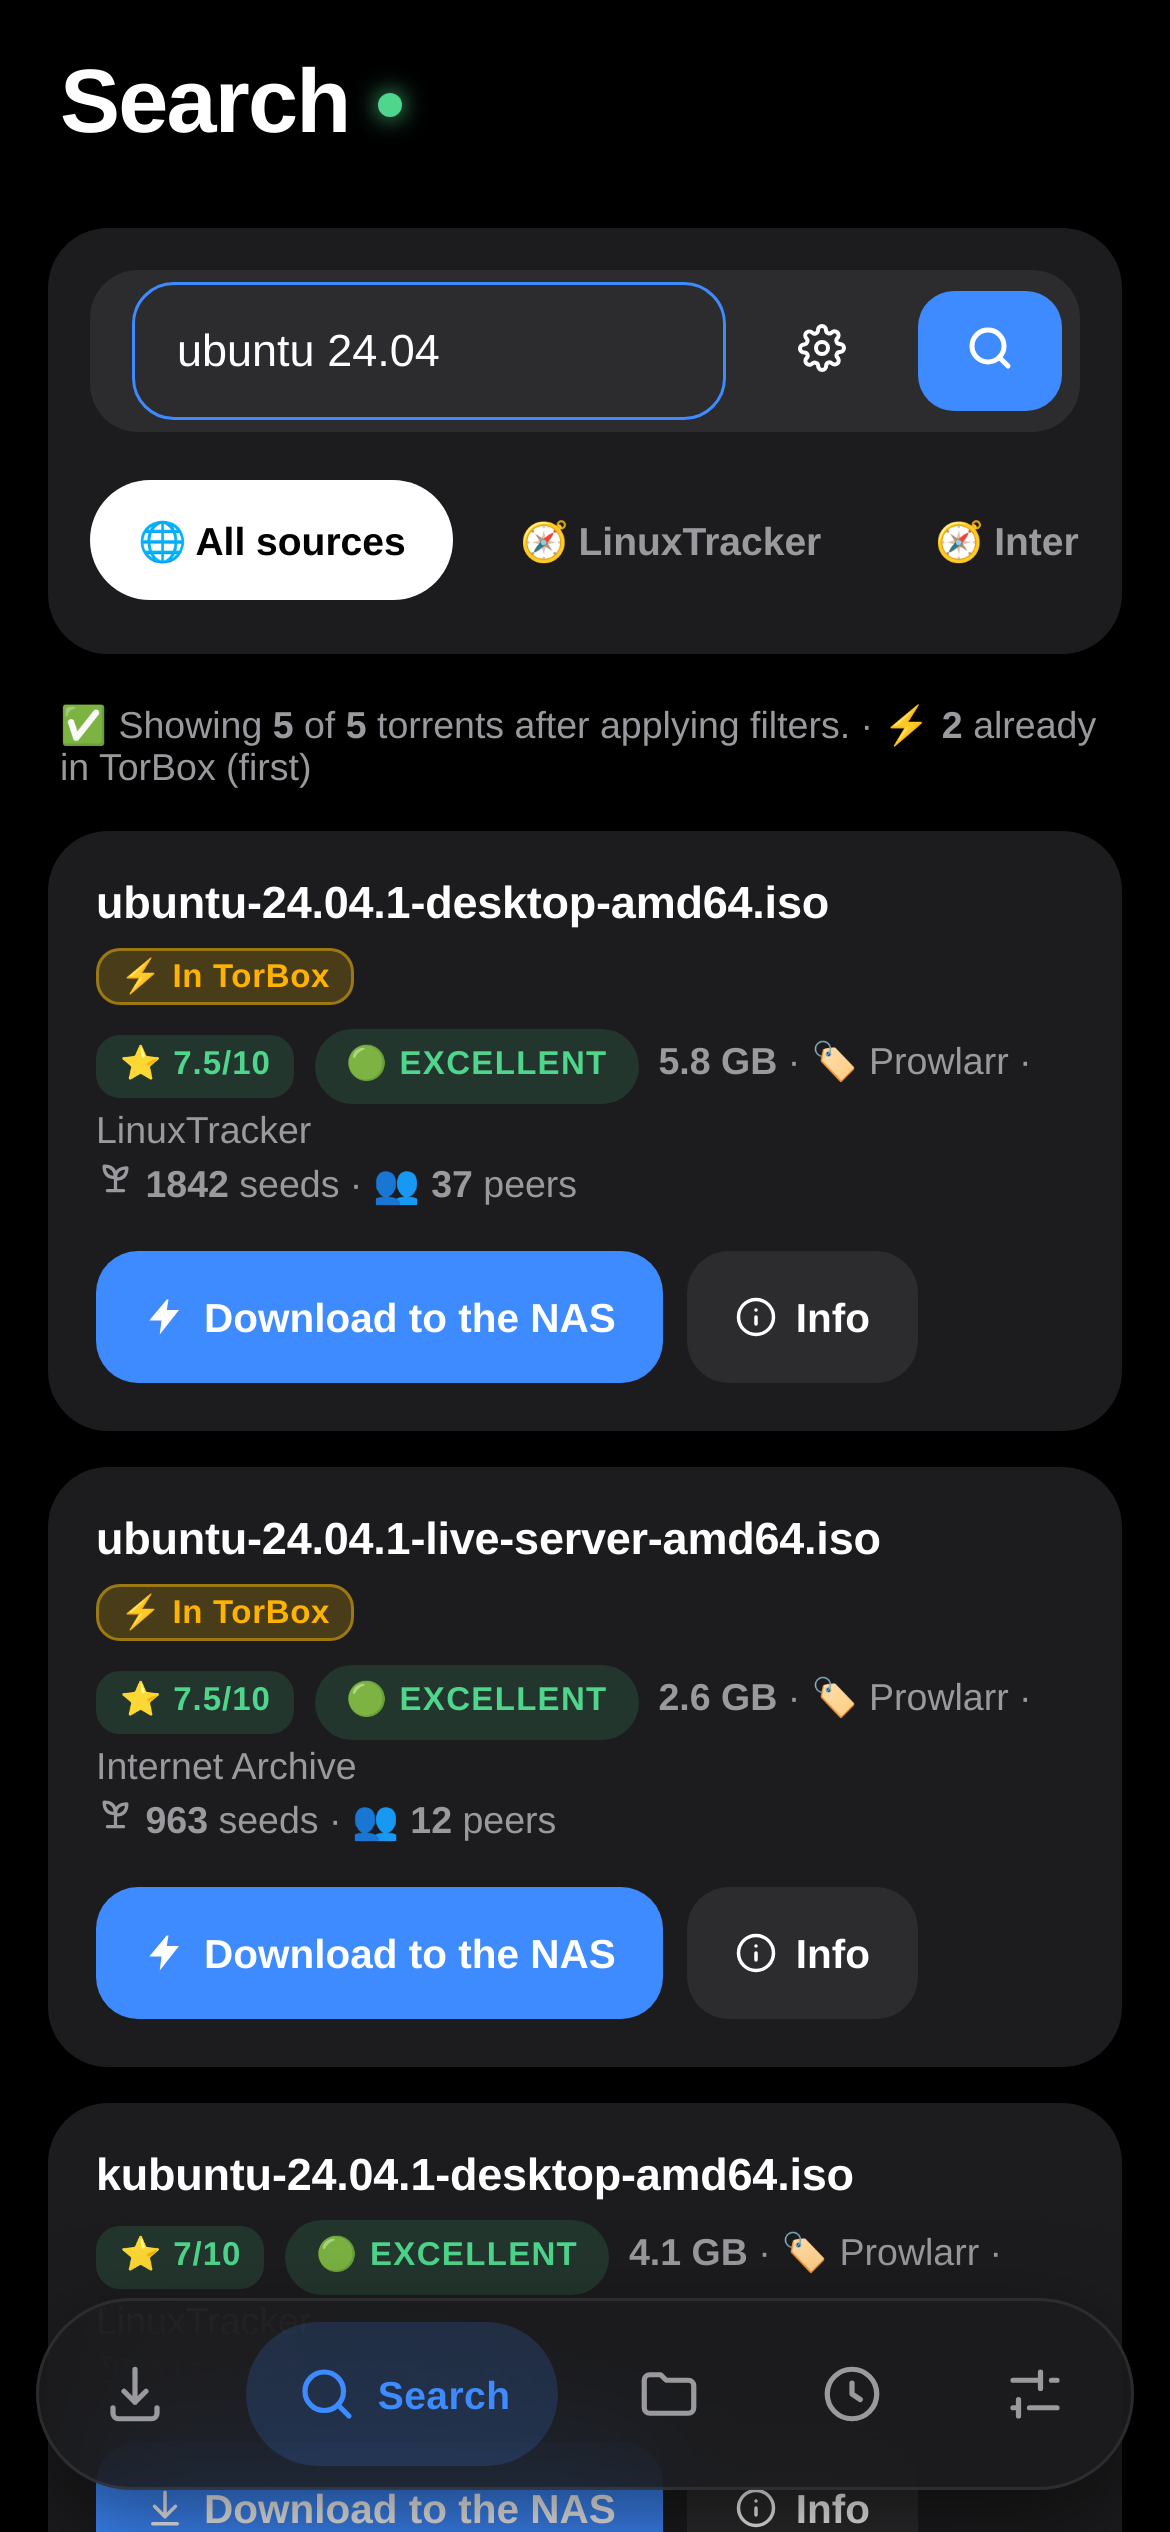 Search
ubuntu 24.04
🌐 All sources 🧭 LinuxTracker 🧭 Inter
✅ Showing 5 of 5 torrents after applying filters. · ⚡ 2 already
in TorBox (first)
ubuntu-24.04.1-desktop-amd64.iso
⚡ In TorBox
⭐ 7.5/10 🟢 EXCELLENT 5.8 GB · 🏷️ Prowlarr ·
LinuxTracker
1842 seeds · 👥 37 peers
Download to the NAS Info
ubuntu-24.04.1-live-server-amd64.iso
⚡ In TorBox
⭐ 7.5/10 🟢 EXCELLENT 2.6 GB · 🏷️ Prowlarr ·
Internet Archive
963 seeds · 👥 12 peers
Download to the NAS Info
kubuntu-24.04.1-desktop-amd64.iso
⭐ 7/10 🟢 EXCELLENT 4.1 GB · 🏷️ Prowlarr ·
LinuxTracker
Search
Download to the NAS Info